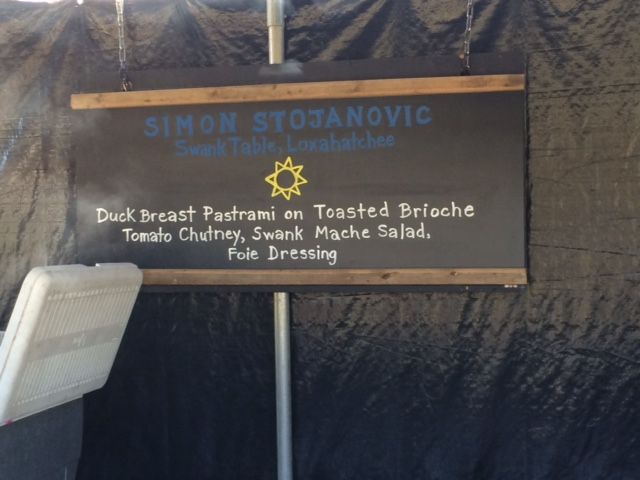 SIMON STOJANOVIC
Swank Table, Loxahatchee
Duck Breast Pastrami on Toasted Brioche
Tomato Chutney, Swank Mache Salad,
Foie Dressing